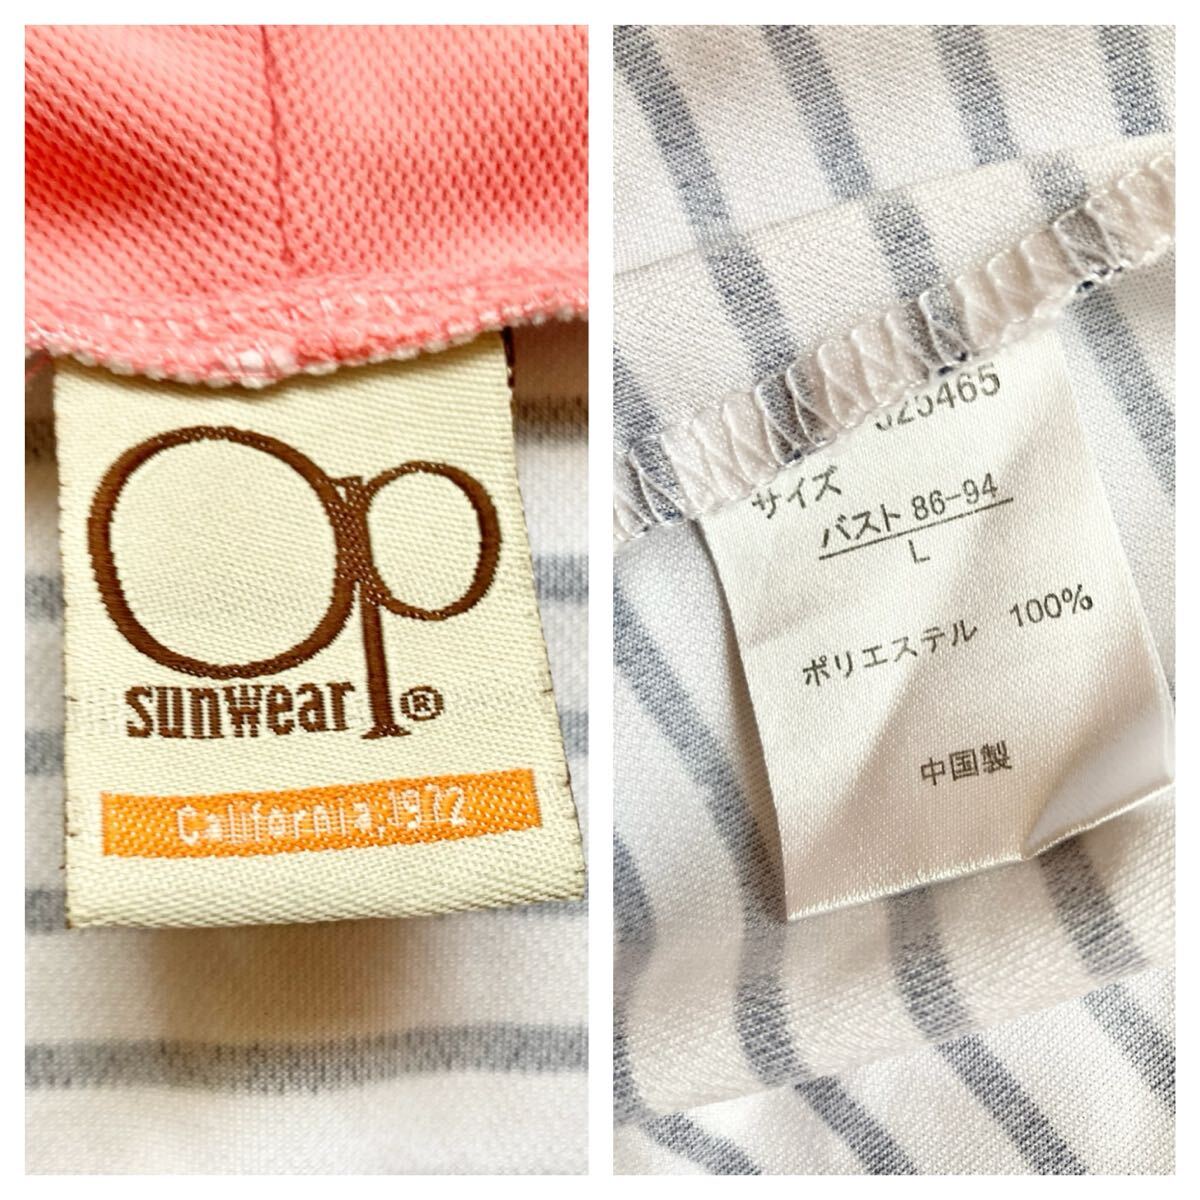 op
sunwear®
California,1972
525465
サイズ
バスト 86-94
L
ポリエステル 100%
中国製